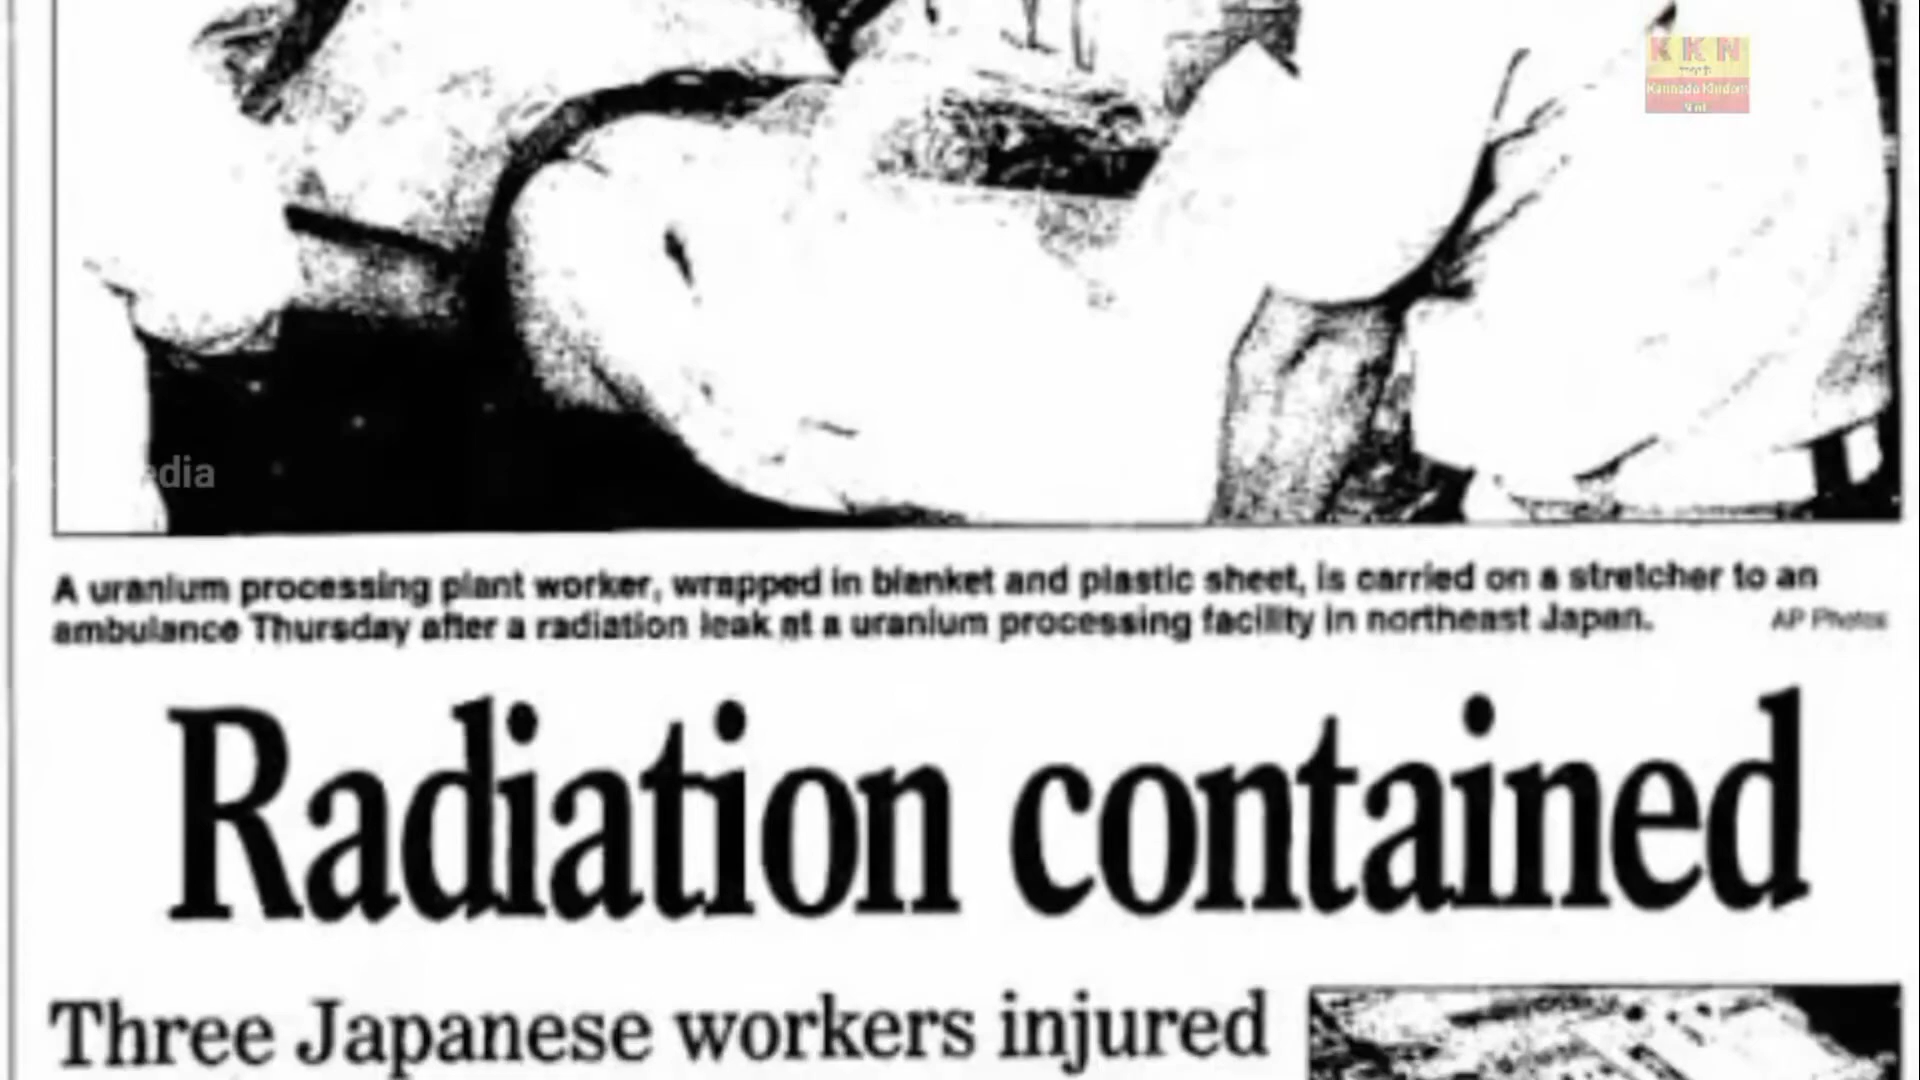 K K N
edia
A uranium processing plant worker, wrapped in blanket and plastic sheet, is carried on a stretcher to an
ambulance Thursday after a radiation leak at a uranium processing facility in northeast Japan.
AP Photos
Radiation contained
Three Japanese workers injured